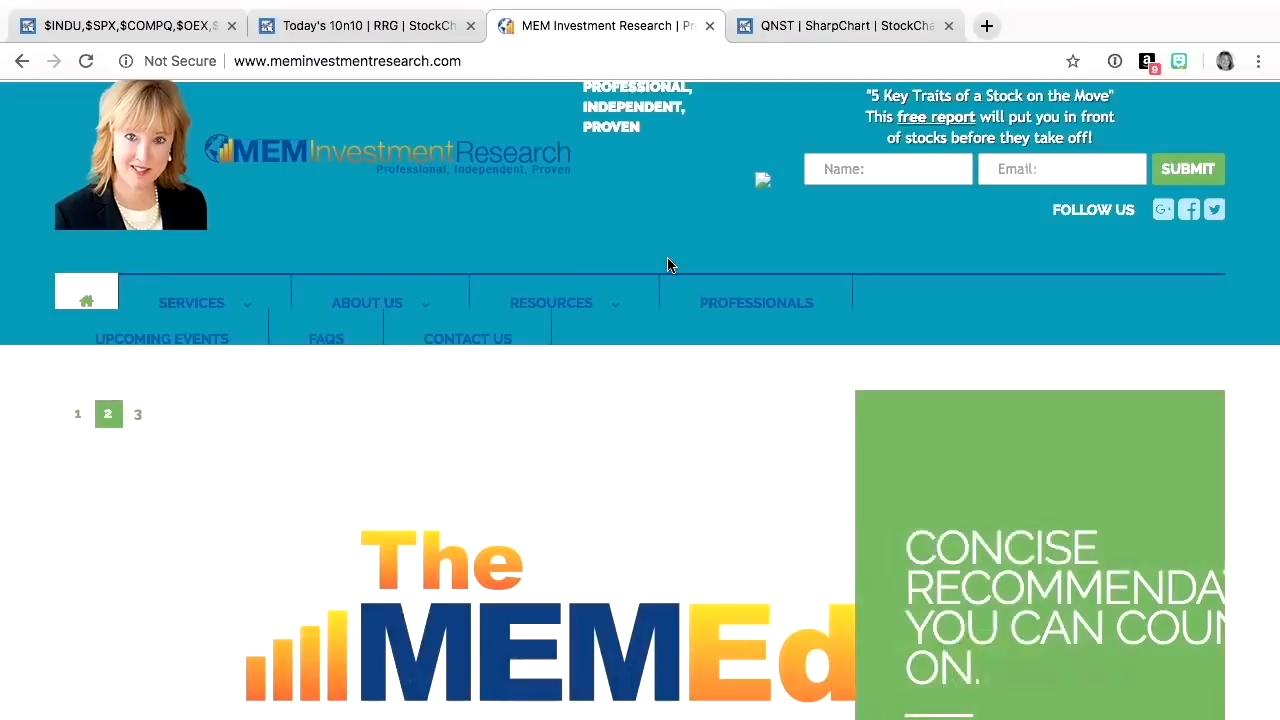 $INDU,$SPX,$COMPQ,$OEX,$
Today's 10n10 | RRG | StockCh
MEM Investment Research | Pr
QNST | SharpChart | StockCha
Not Secure
www.meminvestmentresearch.com
9
PROFESSIONAL,
INDEPENDENT,
PROVEN
MEMInvestmentResearch
Professional, Independent, Proven
"5 Key Traits of a Stock on the Move"
This free report will put you in front
of stocks before they take off!
Name:
Email:
SUBMIT
FOLLOW US
SERVICES
ABOUT US
RESOURCES
PROFESSIONALS
UPCOMING EVENTS
FAQS
CONTACT US
1 2 3
The
MEMEd
CONCISE
RECOMMENDA
YOU CAN COUN
ON.